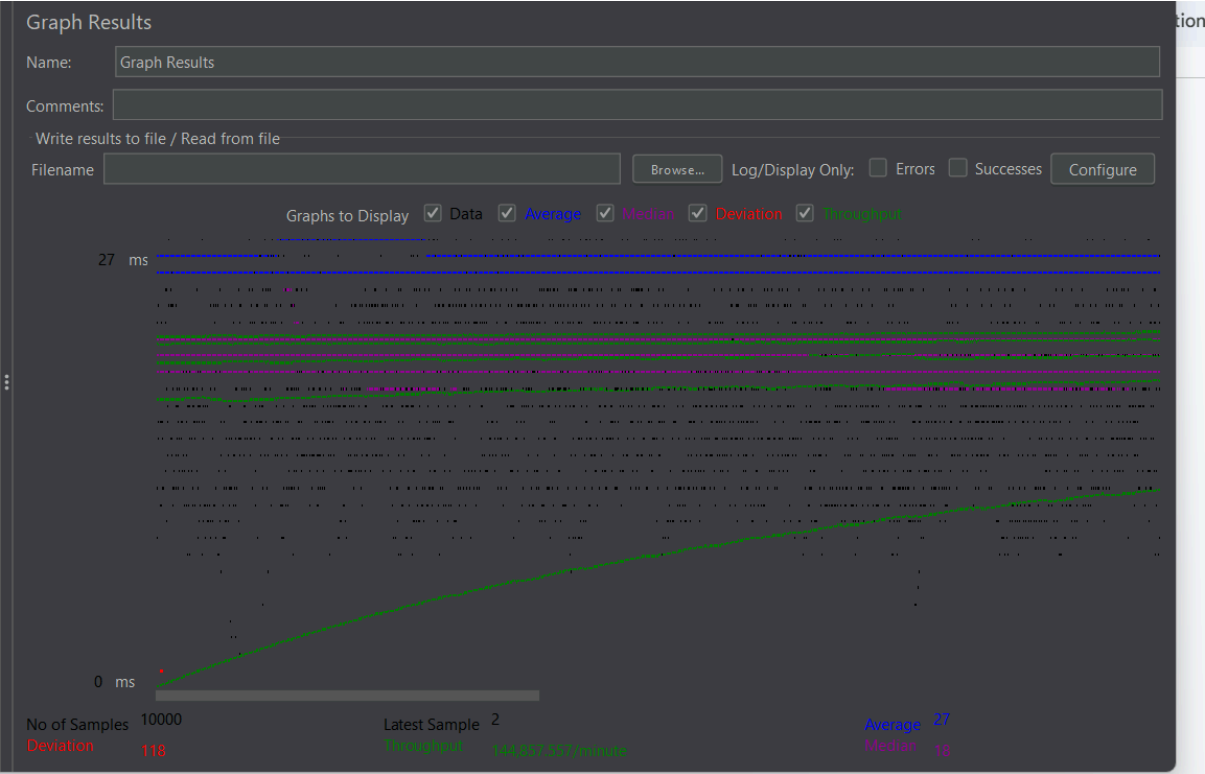 Graph Results
tion
Name: Graph Results
Comments:
Write results to file / Read from file
Filename Browse... Log/Display Only: Errors Successes Configure
Graphs to Display Data Average Median Deviation Throughput
27 ms
0 ms
No of Samples 10000 Latest Sample 2 Average 27
Deviation 118 Throughput 144,857.557/minute Median 18